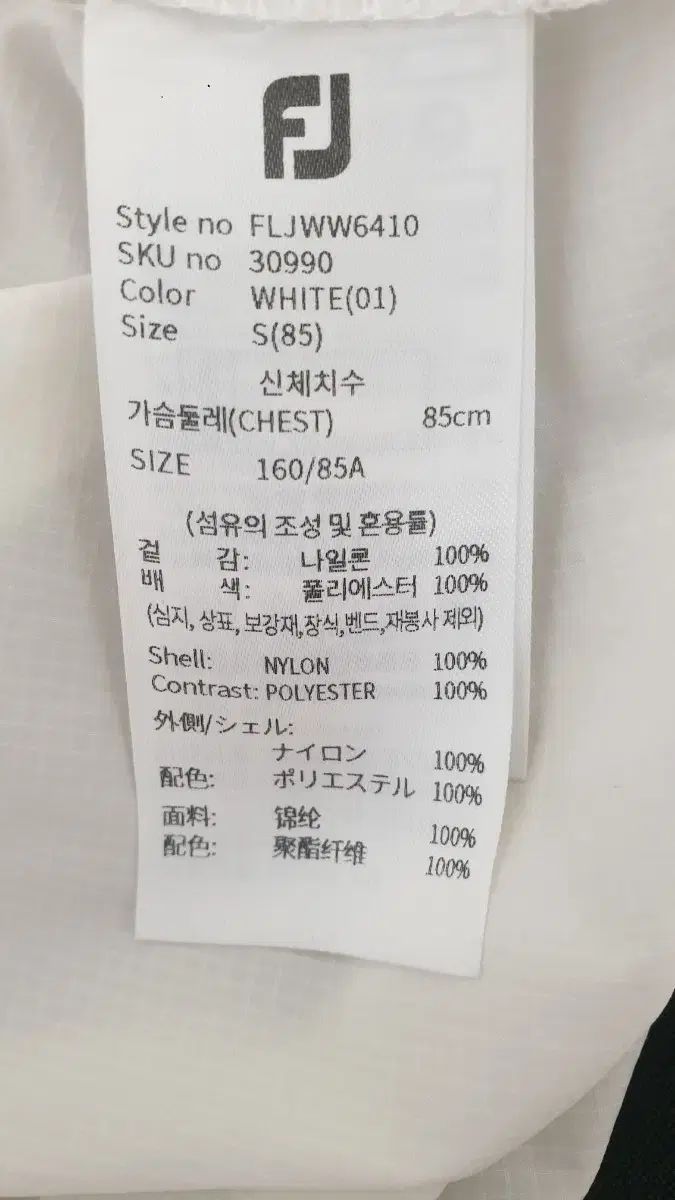 FJ
Style no FLJWW6410
SKU no 30990
Color WHITE(01)
Size S(85)
신체치수
가슴둘레(CHEST) 85cm
SIZE 160/85A
(섬유의 조성 및 혼용률)
겉 감: 나일론 100%
배 색: 폴리에스터 100%
(심지, 상표, 보강재,장식,벤드,재봉사 제외)
Shell: NYLON 100%
Contrast: POLYESTER 100%
外側/シェル:
ナイロン 100%
配色: ポリエステル 100%
面料: 锦纶 100%
配色: 聚酯纤维 100%